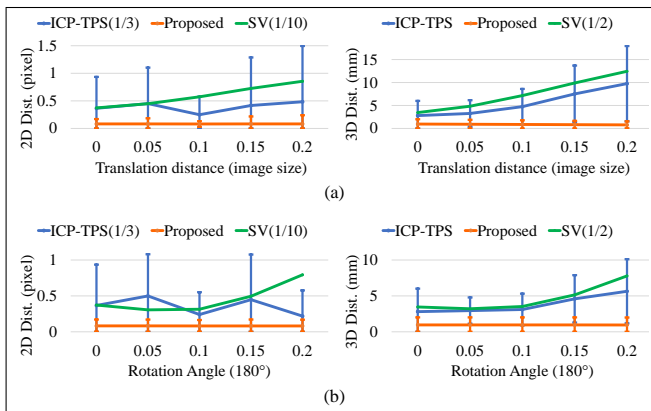 ICP-TPS(1/3) Proposed SV(1/10)
2D Dist. (pixel)
1.5
1
0.5
0
0 0.05 0.1 0.15 0.2
Translation distance (image size)
ICP-TPS Proposed SV(1/2)
3D Dist. (mm)
15
10
5
0
0 0.05 0.1 0.15 0.2
Translation distance (image size)
(a)
ICP-TPS(1/3) Proposed SV(1/10)
2D Dist. (pixel)
1
0.5
0
0 0.05 0.1 0.15 0.2
Rotation Angle (180°)
ICP-TPS Proposed SV(1/2)
3D Dist. (mm)
10
5
0
0 0.05 0.1 0.15 0.2
Rotation Angle (180°)
(b)